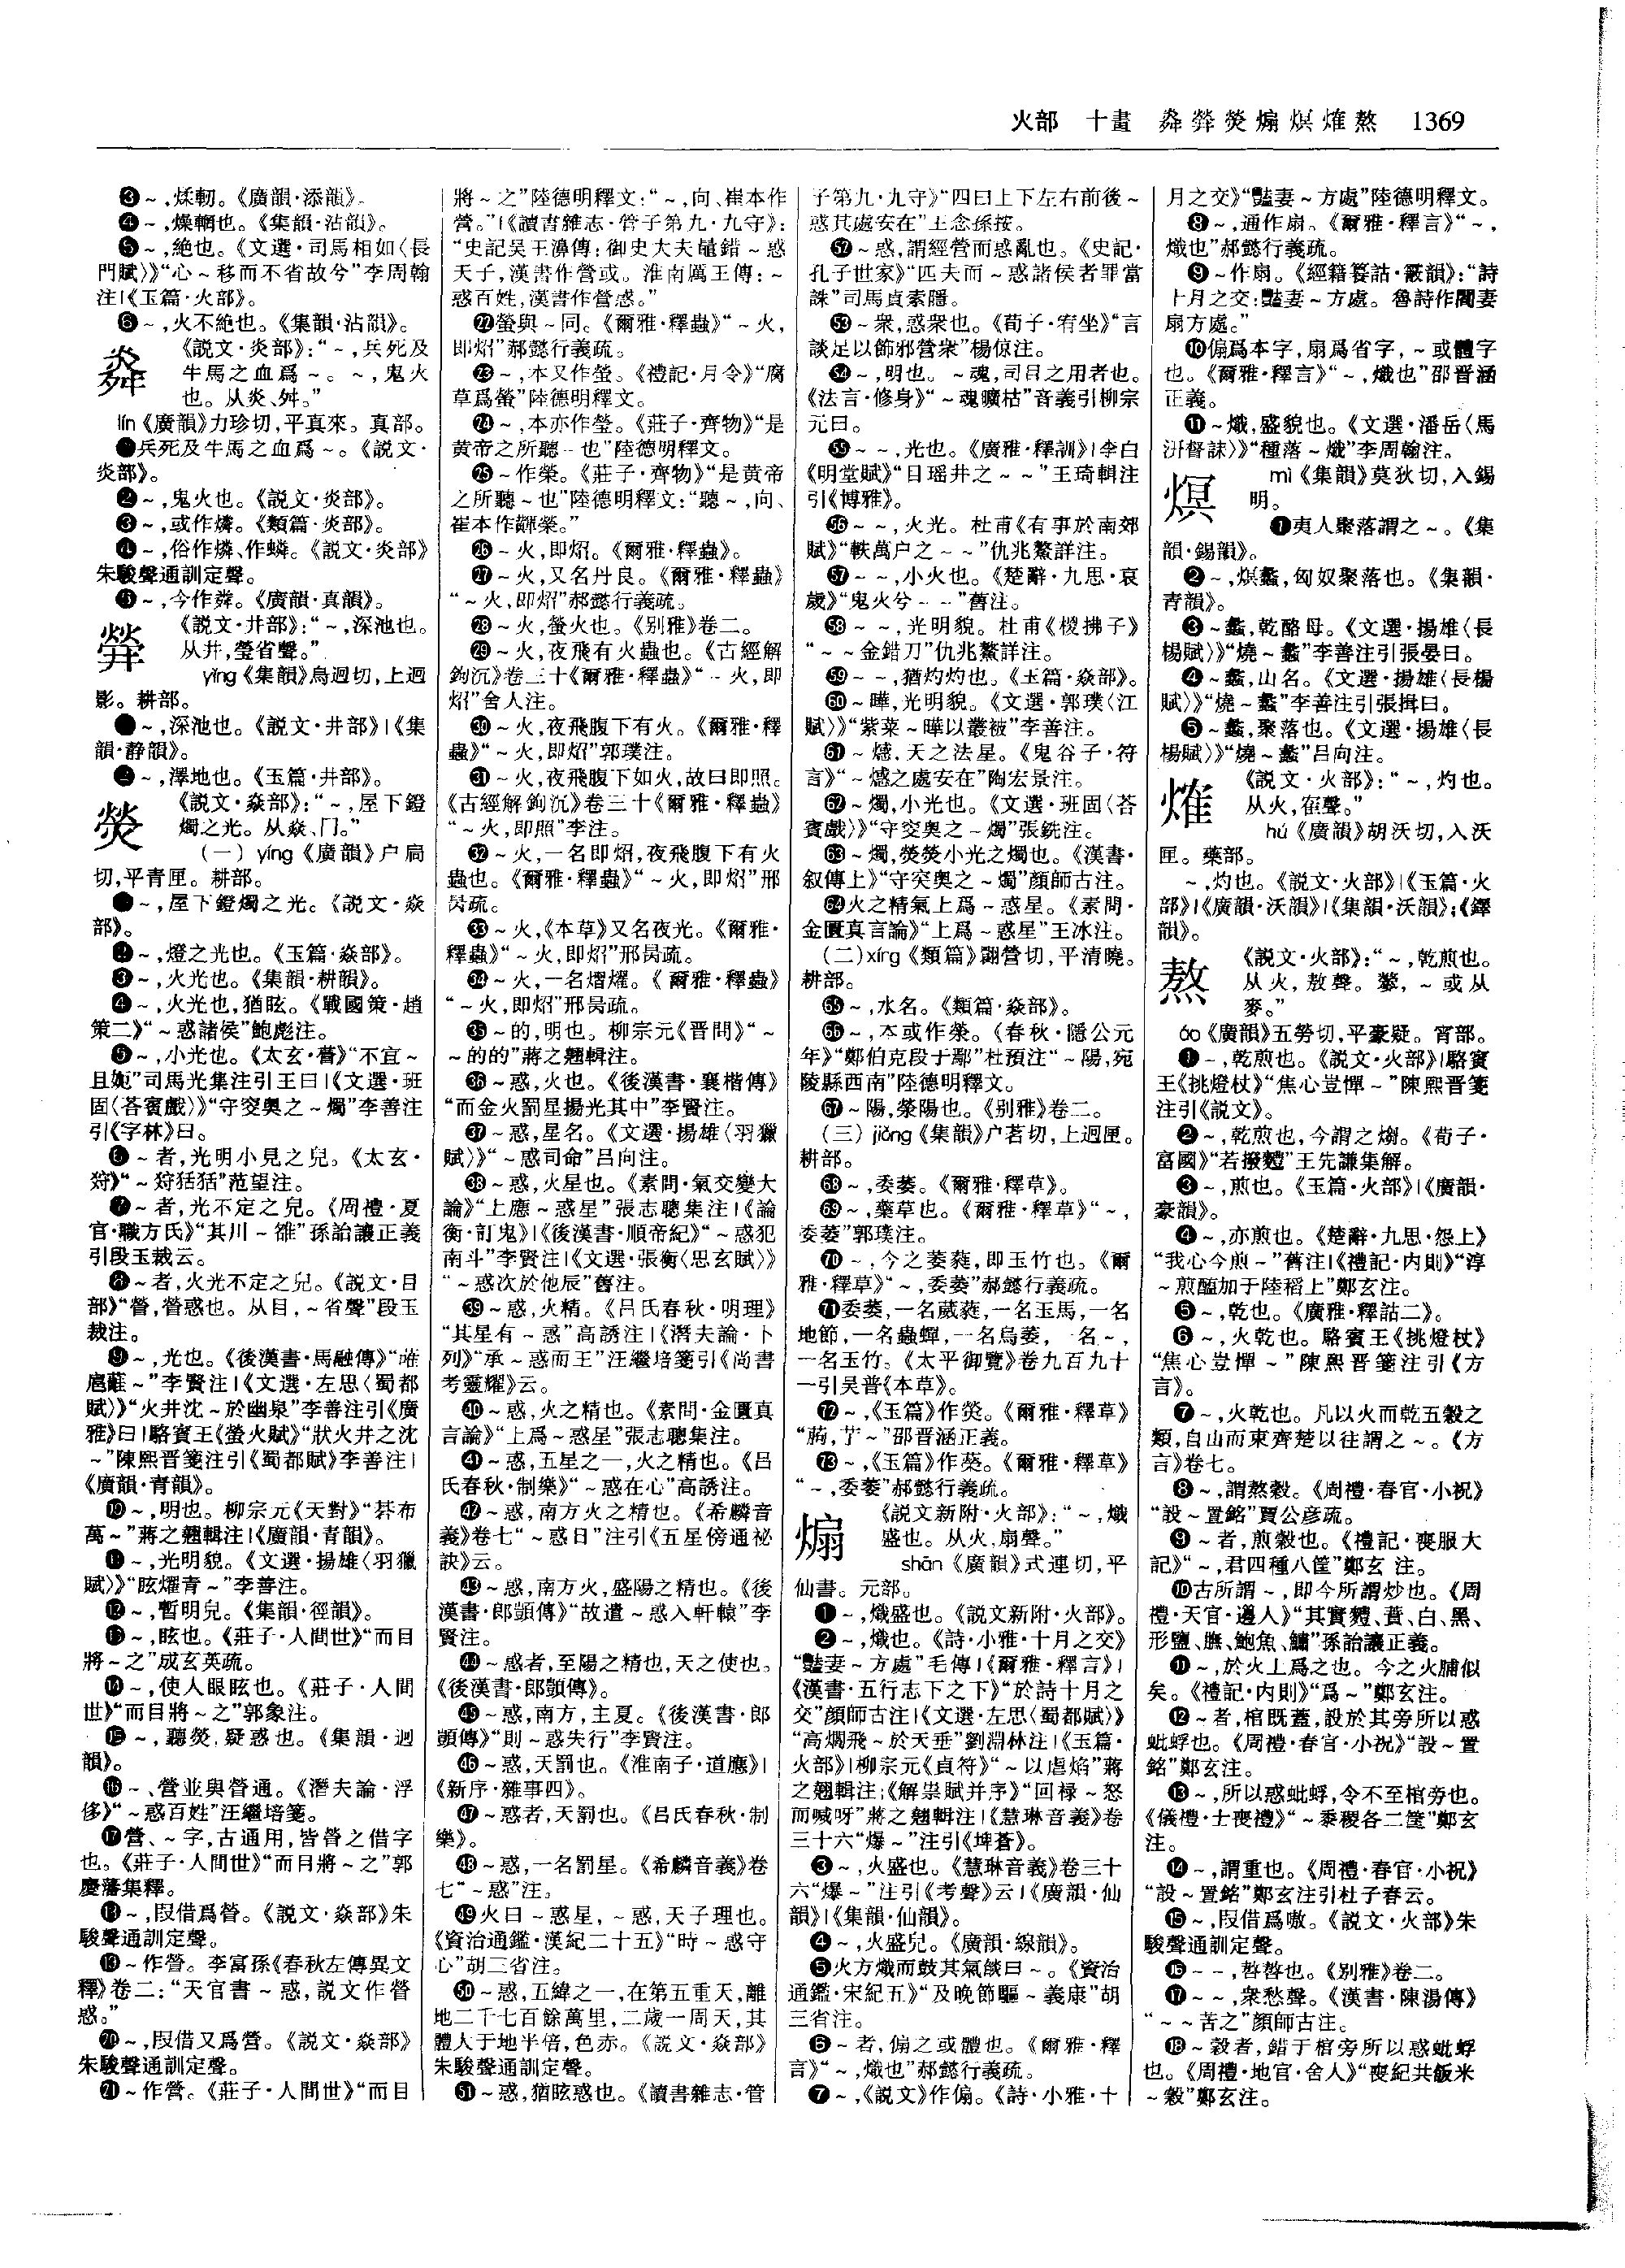 火部　十畫　㷠㷣熒煽熐㷶熬　1369
❸～,煣軔。《廣韻·添韻》。
❹～,燥輞也。《集韻·沾韻》。
❺～,絶也。《文選·司馬相如〈長
門賦〉》“心～移而不省故兮”李周翰
注|《玉篇·火部》。
❻～,火不絶也。《集韻·沾韻》。
㷠
《説文·炎部》：“～,兵死及
牛馬之血爲～。～,鬼火
也。从炎、舛。”
lín《廣韻》力珍切,平真來。真部。
❶兵死及牛馬之血爲～。《説文·
炎部》。
❷～,鬼火也。《説文·炎部》。
❸～,或作燐。《類篇·炎部》。
❹～,俗作燐、作蟒。《説文·炎部》
朱駿聲通訓定聲。
❺～,今作粦。《廣韻·真韻》。
㷣
《説文·井部》：“～,深池也。
从井,瑩省聲。”
yǐng《集韻》烏迥切,上迥
影。耕部。
❶～,深池也。《説文·井部》|《集
韻·静韻》。
❷～,澤地也。《玉篇·井部》。
熒
《説文·焱部》：“～,屋下鐙
燭之光。从焱、冂。”
（一）yíng《廣韻》户扃
切,平青匣。耕部。
❶～,屋下鐙燭之光。《説文·焱
部》。
❷～,燈之光也。《玉篇·焱部》。
❸～,火光也。《集韻·耕韻》。
❹～,火光也,猶眩。《戰國策·趙
策二》“～惑諸侯”鮑彪注。
❺～,小光也。《太玄·䁵》“不宜～
且妮”司馬光集注引王曰|《文選·班
固〈荅賓戲〉》“守突奥之～燭”李善注
引《字林》曰。
❻～者,光明小見之皃。《太玄·
狩》“～狩狧狧”范望注。
❼～者,光不定之皃。《周禮·夏
官·職方氏》“其川～雒”孫詒讓正義
引段玉裁云。
❽～者,火光不定之皃。《説文·目
部》“䁝,䁝惑也。从目,～省聲”段玉
裁注。
❾～,光也。《後漢書·馬融傳》“䧿
扈蘳～”李賢注|《文選·左思〈蜀都
賦〉》“火井沈～於幽泉”李善注引《廣
雅》曰|駱賓王《螢火賦》“狀火井之沈
～”陳熙晉箋注引《蜀都賦》李善注|
《廣韻·青韻》。
❿～,明也。柳宗元《天對》“棊布
萬～”蔣之翹輯注|《廣韻·青韻》。
⓫～,光明貌。《文選·揚雄〈羽獵
賦〉》“眩燿青～”李善注。
⓬～,暫明皃。《集韻·徑韻》。
⓭～,眩也。《莊子·人間世》“而目
將～之”成玄英疏。
⓮～,使人眼眩也。《莊子·人間
世》“而目將～之”郭象注。
⓯～,聽熒,疑惑也。《集韻·迥
韻》。
⓰～、營並與䁝通。《潛夫論·浮
侈》“～惑百姓”汪繼培箋。
⓱營、～字,古通用,皆䁝之借字
也。《莊子·人間世》“而目將～之”郭
慶藩集釋。
⓲～,叚借爲䁝。《説文·焱部》朱
駿聲通訓定聲。
⓳～作營。李富孫《春秋左傳異文
釋》卷二：“天官書～惑,説文作䁝
惑。”
⓴～,叚借又爲營。《説文·焱部》
朱駿聲通訓定聲。
㉑～作營。《莊子·人間世》“而目
將～之”陸德明釋文：“～,向、崔本作
營。”|《讀書雜志·管子第九·九守》：
“史記吴王濞傳：御史大夫鼂錯～惑
天子,漢書作營或。淮南厲王傳：～
惑百姓,漢書作營惑。”
㉒螢與～同。《爾雅·釋蟲》“～火,
即炤”郝懿行義疏。
㉓～,本又作螢。《禮記·月令》“腐
草爲螢”陸德明釋文。
㉔～,本亦作瑩。《莊子·齊物》“是
黄帝之所聽～也”陸德明釋文。
㉕～作榮。《莊子·齊物》“是黄帝
之所聽～也”陸德明釋文：“聽～,向、
崔本作䪏榮。”
㉖～火,即炤。《爾雅·釋蟲》。
㉗～火,又名丹良。《爾雅·釋蟲》
“～火,即炤”郝懿行義疏。
㉘～火,螢火也。《别雅》卷二。
㉙～火,夜飛有火蟲也。《古經解
鉤沉》卷三十《爾雅·釋蟲》“～火,即
炤”舍人注。
㉚～火,夜飛腹下有火。《爾雅·釋
蟲》“～火,即炤”郭璞注。
㉛～火,夜飛腹下如火,故曰即照。
《古經解鉤沉》卷三十《爾雅·釋蟲》
“～火,即照”李注。
㉜～火,一名即炤,夜飛腹下有火
蟲也。《爾雅·釋蟲》“～火,即炤”邢
昺疏。
㉝～火,《本草》又名夜光。《爾雅·
釋蟲》“～火,即炤”邢昺疏。
㉞～火,一名熠燿。《爾雅·釋蟲》
“～火,即炤”邢昺疏。
㉟～的,明也。柳宗元《晋問》“～
～的的”蔣之翹輯注。
㊱～惑,火也。《後漢書·襄楷傳》
“而金火罰星揚光其中”李賢注。
㊲～惑,星名。《文選·揚雄〈羽獵
賦〉》“～惑司命”吕向注。
㊳～惑,火星也。《素問·氣交變大
論》“上應～惑星”張志聰集注|《論
衡·訂鬼》|《後漢書·順帝紀》“～惑犯
南斗”李賢注|《文選·張衡〈思玄賦〉》
“～惑次於他辰”舊注。
㊴～惑,火精。《吕氏春秋·明理》
“其星有～惑”高誘注|《潛夫論·卜
列》“承～惑而王”汪繼培箋引《尚書
考靈耀》云。
㊵～惑,火之精也。《素問·金匱真
言論》“上爲～惑星”張志聰集注。
㊶～惑,五星之一,火之精也。《吕
氏春秋·制樂》“～惑在心”高誘注。
㊷～惑,南方火之精也。《希麟音
義》卷七“～惑日”注引《五星傍通祕
訣》云。
㊸～惑,南方火,盛陽之精也。《後
漢書·郎顗傳》“故遣～惑入軒轅”李
賢注。
㊹～惑者,至陽之精也,天之使也。
《後漢書·郎顗傳》。
㊺～惑,南方,主夏。《後漢書·郎
顗傳》“則～惑失行”李賢注。
㊻～惑,天罰也。《淮南子·道應》|
《新序·雜事四》。
㊼～惑者,天罰也。《吕氏春秋·制
樂》。
㊽～惑,一名罰星。《希麟音義》卷
七“～惑”注。
㊾火曰～惑星,～惑,天子理也。
《資治通鑑·漢紀二十五》“時～惑守
心”胡三省注。
㊿～惑,五緯之一,在第五重天,離
地二千七百餘萬里,二歲一周天,其
體大于地半倍,色赤。《説文·焱部》
朱駿聲通訓定聲。
51～惑,猶眩惑也。《讀書雜志·管
子第九·九守》“四曰上下左右前後～
惑其處安在”王念孫按。
52～惑,謂經營而惑亂也。《史記·
孔子世家》“匹夫而～惑諸侯者罪當
誅”司馬貞索隱。
53～衆,惑衆也。《荀子·宥坐》“言
談足以飾邪營衆”楊倞注。
54～,明也。～魂,司目之用者也。
《法言·修身》“～魂曠枯”音義引柳宗
元曰。
55～～,光也。《廣雅·釋訓》|李白
《明堂賦》“目瑶井之～～”王琦輯注
引《博雅》。
56～～,火光。杜甫《有事於南郊
賦》“軼萬户之～～”仇兆鰲詳注。
57～～,小火也。《楚辭·九思·哀
歲》“鬼火兮～～”舊注。
58～～,光明貌。杜甫《椶拂子》
“～～金錯刀”仇兆鰲詳注。
59～～,猶灼灼也。《玉篇·焱部》。
60～曄,光明貌。《文選·郭璞〈江
賦〉》“紫菜～曄以叢被”李善注。
61～㦜,天之法星。《鬼谷子·符
言》“～㦜之處安在”陶宏景注。
62～燭,小光也。《文選·班固〈荅
賓戲〉》“守突奥之～燭”張銑注。
63～燭,熒熒小光之燭也。《漢書·
叙傳上》“守突奥之～燭”顔師古注。
64火之精氣上爲～惑星。《素問·
金匱真言論》“上爲～惑星”王冰注。
（二）xíng《類篇》翾營切,平清曉。
耕部。
65～,水名。《類篇·焱部》。
66～,本或作滎。《春秋·隱公元
年》“鄭伯克段于鄢”杜預注“～陽,宛
陵縣西南”陸德明釋文。
67～陽,滎陽也。《别雅》卷二。
（三）jiǒng《集韻》户茗切,上迥匣。
耕部。
68～,委萎。《爾雅·釋草》。
69～,藥草也。《爾雅·釋草》“～,
委萎”郭璞注。
70～,今之萎蕤,即玉竹也。《爾
雅·釋草》“～,委萎”郝懿行義疏。
71委萎,一名葳蕤,一名玉馬,一名
地節,一名蟲蟬,一名烏萎,一名～,
一名玉竹。《太平御覽》卷九百九十
一引吴普《本草》。
72～,《玉篇》作焭。《爾雅·釋草》
“蒟,艼～”邵晋涵正義。
73～,《玉篇》作葜。《爾雅·釋草》
“～,委萎”郝懿行義疏。
煽
《説文新附·火部》：“～,熾
盛也。从火,扇聲。”
shān《廣韻》式連切,平
仙書。元部。
❶～,熾盛也。《説文新附·火部》。
❷～,熾也。《詩·小雅·十月之交》
“豔妻～方處”毛傳|《爾雅·釋言》|
《漢書·五行志下之下》“於詩十月之
交”顔師古注|《文選·左思〈蜀都賦〉》
“高爓飛～於天垂”劉淵林注|《玉篇·
火部》|柳宗元《貞符》“～以虐焰”蔣
之翹輯注;《解祟賦并序》“回禄～怒
而喊呀”蔣之翹輯注|《慧琳音義》卷
三十六“爆～”注引《埤蒼》。
❸～,火盛也。《慧琳音義》卷三十
六“爆～”注引《考聲》云|《廣韻·仙
韻》|《集韻·仙韻》。
❹～,火盛皃。《廣韻·線韻》。
❺火方熾而鼓其氣燄曰～。《資治
通鑑·宋紀五》“及晚節驅～義康”胡
三省注。
❻～者,傓之或體也。《爾雅·釋
言》“～,熾也”郝懿行義疏。
❼～,《説文》作傓。《詩·小雅·十
月之交》“豔妻～方處”陸德明釋文。
❽～,通作扇。《爾雅·釋言》“～,
熾也”郝懿行義疏。
❾～作扇。《經籍籑詁·霰韻》：“詩
十月之交：豔妻～方處。魯詩作閻妻
扇方處。”
❿傓爲本字,扇爲省字,～或體字
也。《爾雅·釋言》“～,熾也”邵晋涵
正義。
⓫～熾,盛貌也。《文選·潘岳〈馬
汧督誄〉》“種落～熾”李周翰注。
熐
mì《集韻》莫狄切,入錫
明。
❶夷人聚落謂之～。《集
韻·錫韻》。
❷～,熐蠡,匈奴聚落也。《集韻·
青韻》。
❸～蠡,乾酪母。《文選·揚雄〈長
楊賦〉》“燒～蠡”李善注引張晏曰。
❹～蠡,山名。《文選·揚雄〈長楊
賦〉》“燒～蠡”李善注引張揖曰。
❺～蠡,聚落也。《文選·揚雄〈長
楊賦〉》“燒～蠡”吕向注。
㷶
《説文·火部》：“～,灼也。
从火,隺聲。”
hú《廣韻》胡沃切,入沃
匣。藥部。
～,灼也。《説文·火部》|《玉篇·火
部》|《廣韻·沃韻》|《集韻·沃韻》;《鐸
韻》。
熬
《説文·火部》：“～,乾煎也。
从火,敖聲。䵅,～或从
麥。”
áo《廣韻》五勞切,平豪疑。宵部。
❶～,乾煎也。《説文·火部》|駱賓
王《挑燈杖》“焦心豈憚～”陳熙晋箋
注引《説文》。
❷～,乾煎也,今謂之煼。《荀子·
富國》“若撥麷”王先謙集解。
❸～,煎也。《玉篇·火部》|《廣韻·
豪韻》。
❹～,亦煎也。《楚辭·九思·怨上》
“我心兮煎～”舊注|《禮記·内則》“淳
～煎醢加于陸稻上”鄭玄注。
❺～,乾也。《廣雅·釋詁二》。
❻～,火乾也。駱賓王《挑燈杖》
“焦心豈憚～”陳熙晋箋注引《方
言》。
❼～,火乾也。凡以火而乾五穀之
類,自山而東齊楚以往謂之～。《方
言》卷七。
❽～,謂熬穀。《周禮·春官·小祝》
“設～置銘”賈公彦疏。
❾～者,煎穀也。《禮記·喪服大
記》“～,君四種八筐”鄭玄注。
❿古所謂～,即今所謂炒也。《周
禮·天官·籩人》“其實麷、蕡、白、黑、
形鹽、膴、鮑魚、鱐”孫詒讓正義。
⓫～,於火上爲之也。今之火脯似
矣。《禮記·内則》“爲～”鄭玄注。
⓬～者,棺既蓋,設於其旁所以惑
蚍蜉也。《周禮·春官·小祝》“設～置
銘”鄭玄注。
⓭～,所以惑蚍蜉,令不至棺旁也。
《儀禮·士喪禮》“～黍稷各二筐”鄭玄
注。
⓮～,謂重也。《周禮·春官·小祝》
“設～置銘”鄭玄注引杜子春云。
⓯～,叚借爲嗷。《説文·火部》朱
駿聲通訓定聲。
⓰～～,嗸嗸也。《别雅》卷二。
⓱～～,衆愁聲。《漢書·陳湯傳》
“～～苦之”顔師古注。
⓲～穀者,錯于棺旁所以惑蚍蜉
也。《周禮·地官·舍人》“喪紀共飯米
～穀”鄭玄注。